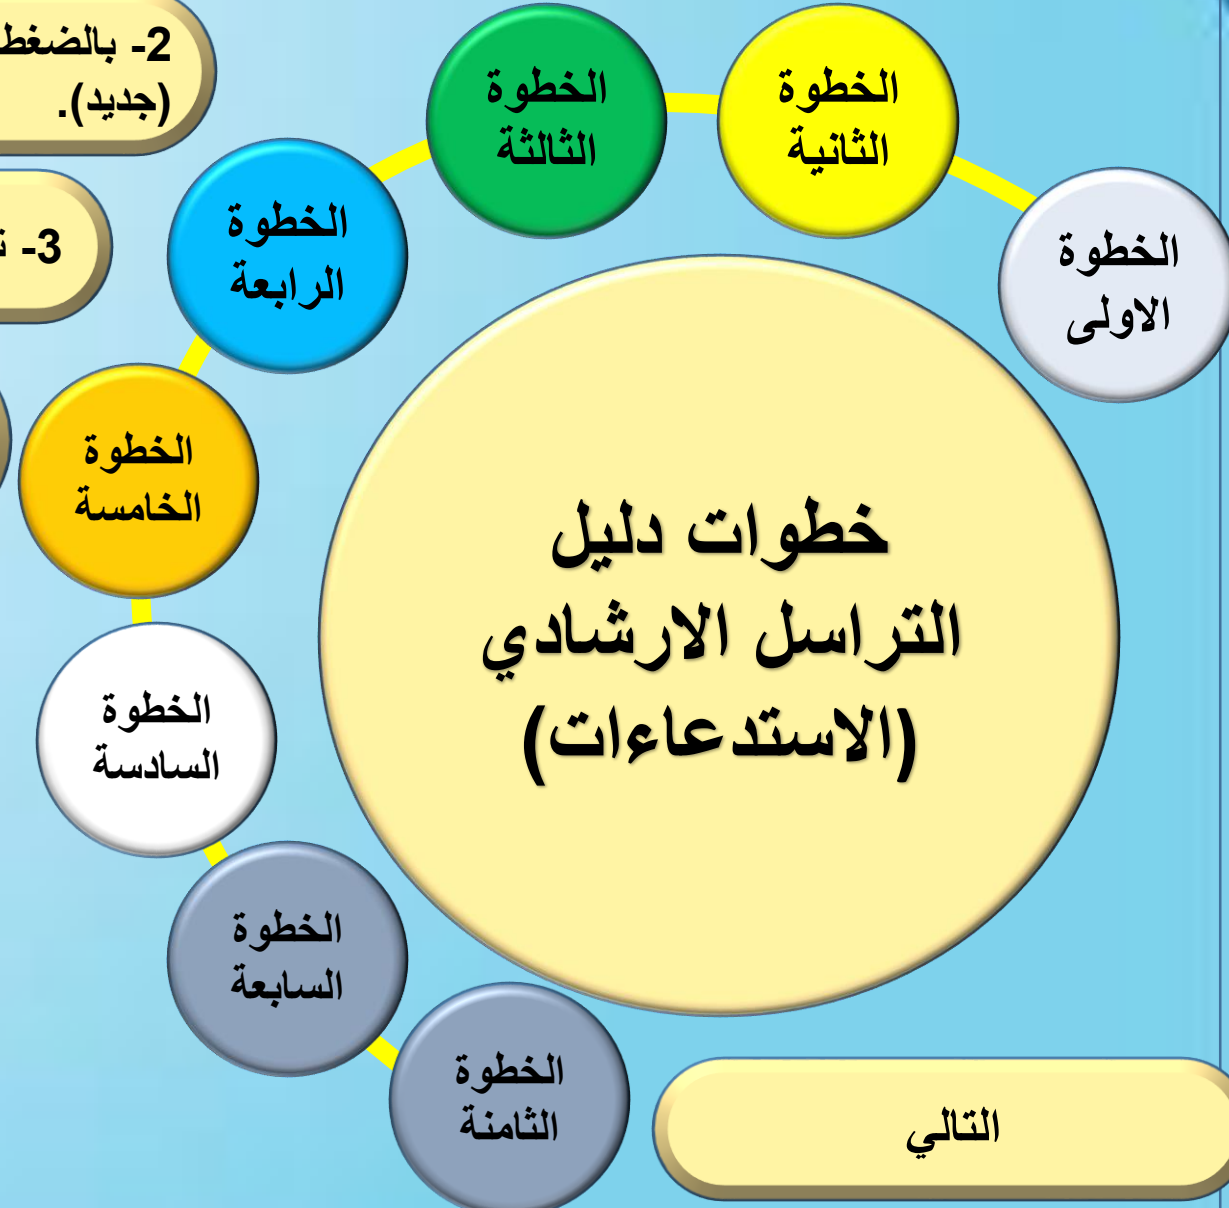 خطوات دليل
التراسل الارشادي
(الاستدعاءات)
الخطوة
الاولى
الخطوة
الثانية
الخطوة
الثالثة
الخطوة
الرابعة
الخطوة
الخامسة
الخطوة
السادسة
الخطوة
السابعة
الخطوة
الثامنة
2- بالضغط
(جديد).
3-
التالي